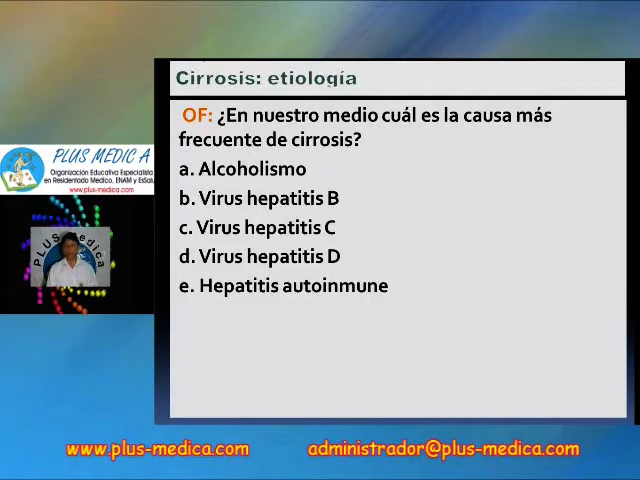 Cirrosis: etiología
OF: ¿En nuestro medio cuál es la causa más
frecuente de cirrosis?
a. Alcoholismo
b. Virus hepatitis B
c. Virus hepatitis C
d. Virus hepatitis D
e. Hepatitis autoinmune
PLUS MEDIC A
Organización Educativa Especialista
en Residentado Medico, ENAM y EsSalud
www.plus-medica.com
PLUS Medica
www.plus-medica.com
administrador@plus-medica.com